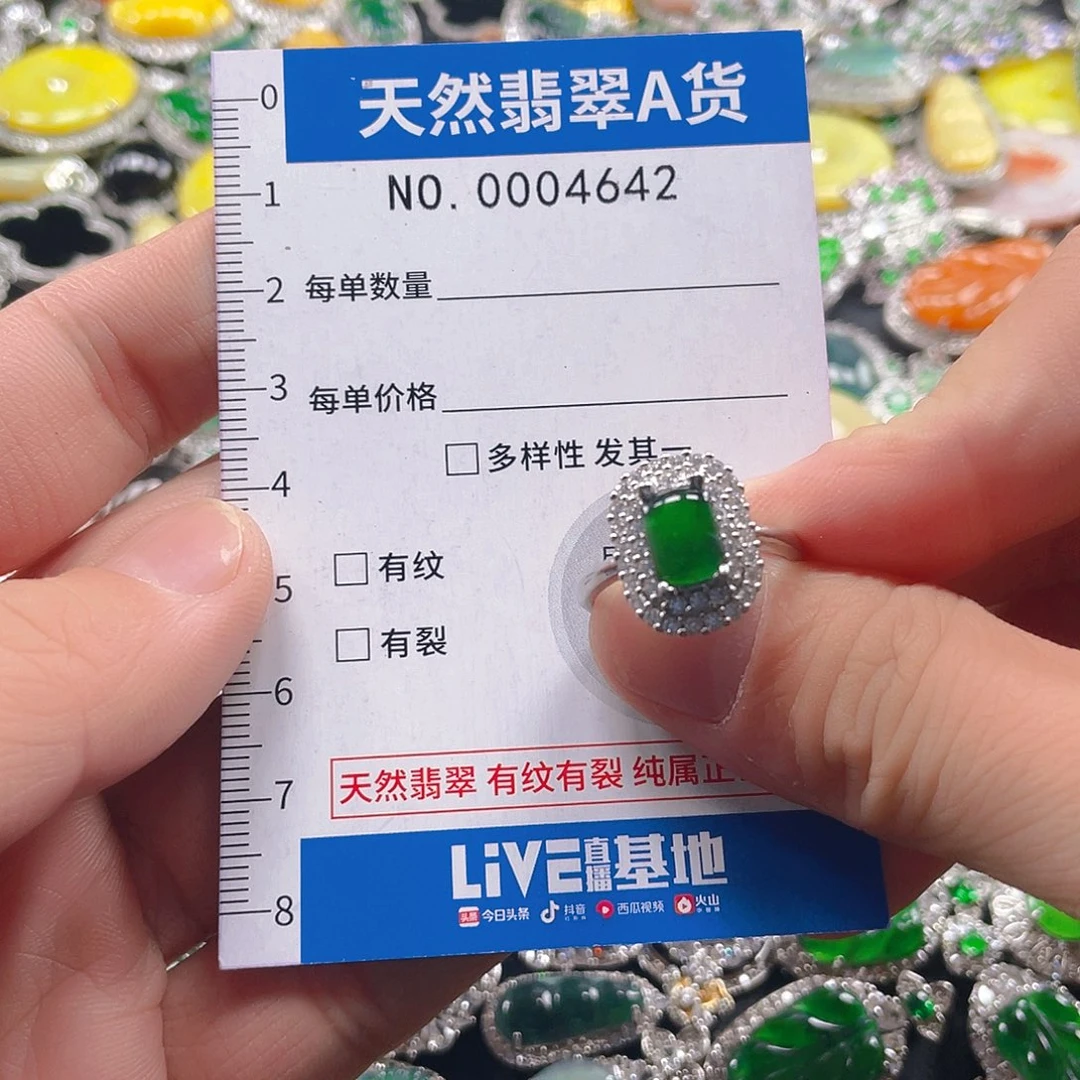 天然翡翠A货
NO. 0004642
0
1
2
3
4
5
6
7
8
每单数量
每单价格
多样性 发其一
有纹
有裂
天然翡翠 有纹有裂 纯属正
LiVE直播基地
头条 今日头条 抖音 西瓜视频 火山